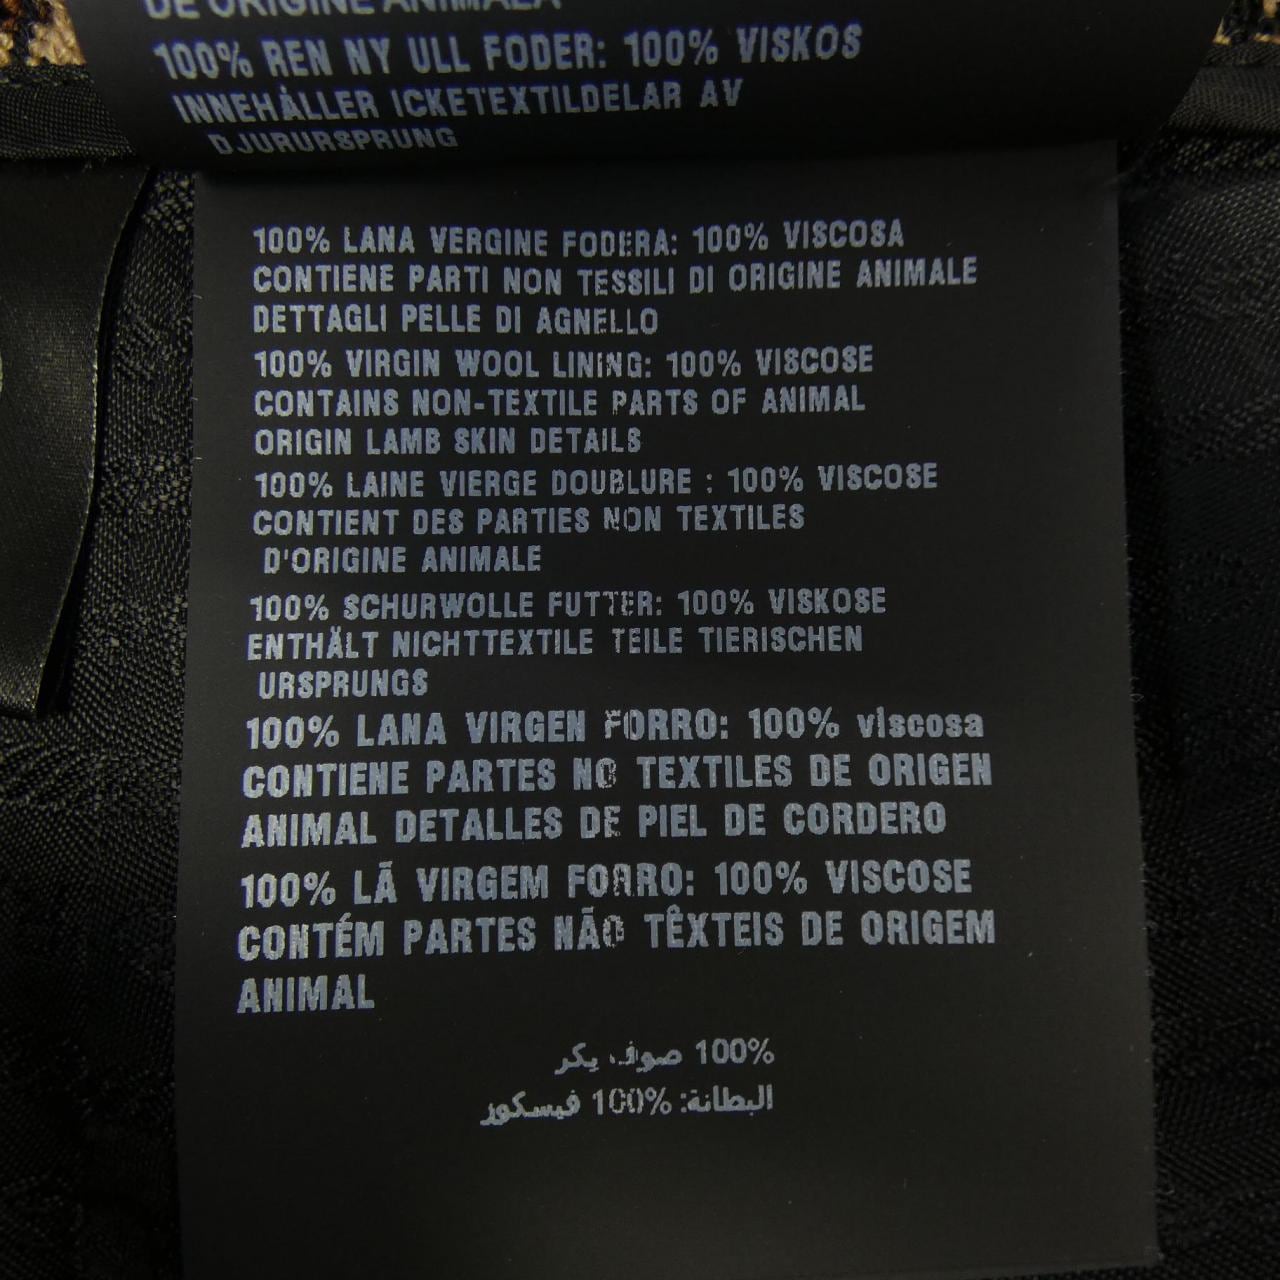 DE ORIGINE ANIMALĂ
100% REN NY ULL FODER: 100% VISKOS
INNEHÅLLER ICKETEXTILDELAR AV
DJURURSPRUNG
100% LANA VERGINE FODERA: 100% VISCOSA
CONTIENE PARTI NON TESSILI DI ORIGINE ANIMALE
DETTAGLI PELLE DI AGNELLO
100% VIRGIN WOOL LINING: 100% VISCOSE
CONTAINS NON-TEXTILE PARTS OF ANIMAL
ORIGIN LAMB SKIN DETAILS
100% LAINE VIERGE DOUBLURE : 100% VISCOSE
CONTIENT DES PARTIES NON TEXTILES
D'ORIGINE ANIMALE
100% SCHURWOLLE FUTTER: 100% VISKOSE
ENTHÄLT NICHTTEXTILE TEILE TIERISCHEN
URSPRUNGS
100% LANA VIRGEN FORRO: 100% viscosa
CONTIENE PARTES NO TEXTILES DE ORIGEN
ANIMAL DETALLES DE PIEL DE CORDERO
100% LÃ VIRGEM FORRO: 100% VISCOSE
CONTÉM PARTES NÃO TÊXTEIS DE ORIGEM
ANIMAL
100% صوف بكر
البطانة: 100% فيسكوز